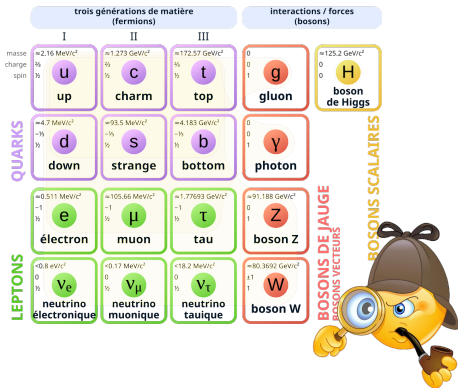 trois générations de matière
(fermions)
interactions / forces
(bosons)
I II III
masse
charge
spin
≃2.16 MeV/c²
⅔
½
u
up
≃1.273 GeV/c²
⅔
½
c
charm
≃172.57 GeV/c²
⅔
½
t
top
0
0
1
g
gluon
≃125.2 GeV/c²
0
0
H
boson
de Higgs
QUARKS
≃4.7 MeV/c²
−⅓
½
d
down
≃93.5 MeV/c²
−⅓
½
s
strange
≃4.183 GeV/c²
−⅓
½
b
bottom
0
0
1
γ
photon
LEPTONS
≃0.511 MeV/c²
−1
½
e
électron
≃105.66 MeV/c²
−1
½
μ
muon
≃1.77693 GeV/c²
−1
½
τ
tau
≃91.188 GeV/c²
0
1
Z
boson Z
<0.8 eV/c²
0
½
νe
neutrino
électronique
<0.17 MeV/c²
0
½
νμ
neutrino
muonique
<18.2 MeV/c²
0
½
ντ
neutrino
tauique
≃80.3692 GeV/c²
±1
1
W
boson W
BOSONS DE JAUGE
BOSONS VECTEURS
BOSONS SCALAIRES